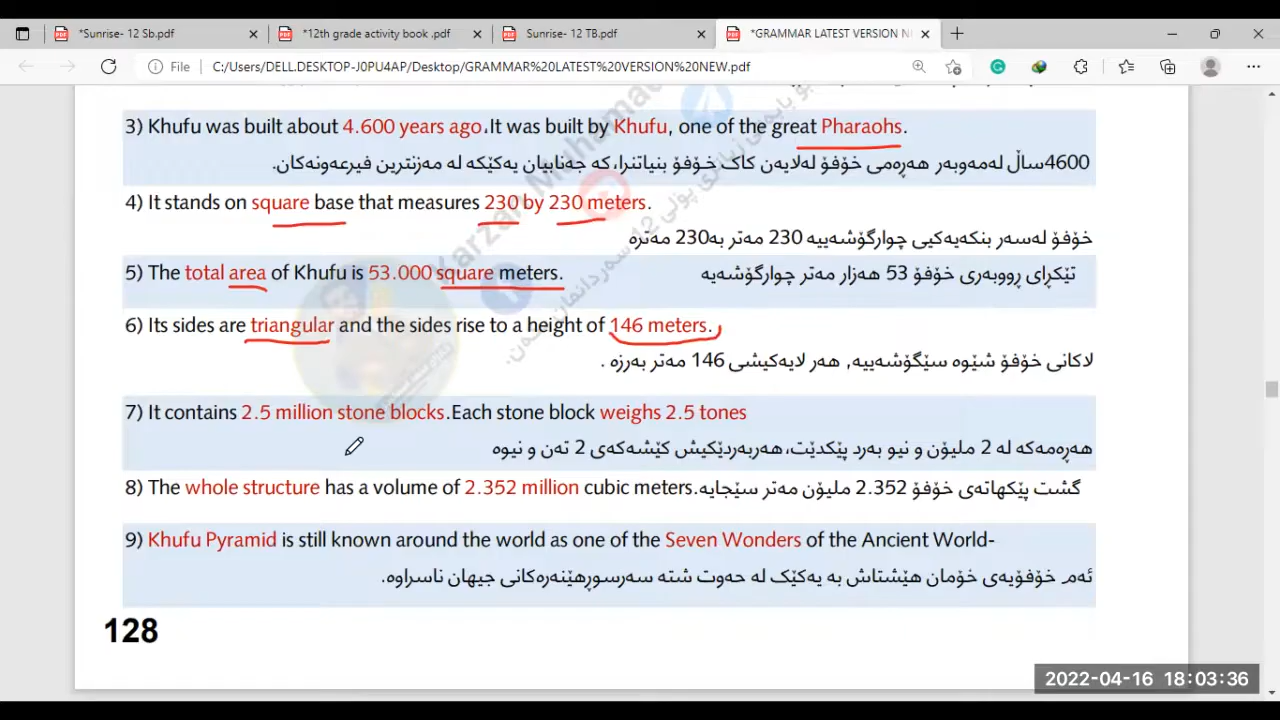 *Sunrise- 12 Sb.pdf
*12th grade activity book .pdf
Sunrise- 12 TB.pdf
*GRAMMAR LATEST VERSION N
File
C:/Users/DELL.DESKTOP-J0PU4AP/Desktop/GRAMMAR%20LATEST%20VERSION%20NEW.pdf
3) Khufu was built about 4.600 years ago،It was built by Khufu, one of the great Pharaohs.
4600ساڵ لەمەوبەر هەڕەمی خۆفۆ لەلایەن کاک خـۆفۆ بنیاتنرا، کە جەنابیان یەکێکە لە مەزنترین فیرعەونەکان.
4) It stands on square base that measures 230 by 230 meters.
خۆفۆ لەسەر بنکەیەکیی چوارگۆشەییە 230 مەتر بە230 مەترە
5) The total area of Khufu is 53.000 square meters.
تێکڕای ڕووبەری خۆفۆ 53 هەزار مەتر چوارگۆشەیە
6) Its sides are triangular and the sides rise to a height of 146 meters.
لاکانی خۆفۆ شێوە سێگۆشەییە, هەر لایەکیشی 146 مەتر بەرزە .
7) It contains 2.5 million stone blocks.Each stone block weighs 2.5 tones
هەڕەمەکە لە 2 ملیۆن و نیو بەرد پێکدێت، هەربەردێکیش کێشەکەی 2 تەن و نیوە
8) The whole structure has a volume of 2.352 million cubic meters.گشت پێکهاتەی خۆفۆ 2.352 ملیۆن مەتر سێجایە
9) Khufu Pyramid is still known around the world as one of the Seven Wonders of the Ancient World-
ئەم خۆفۆیەی خۆمان هێشتاش بە یەکێک لە حەوت شتە سەرسوڕهێنەرەکانی جیهان ناسراوە.
128
Karzan Muhammad
2022-04-16 18:03:36